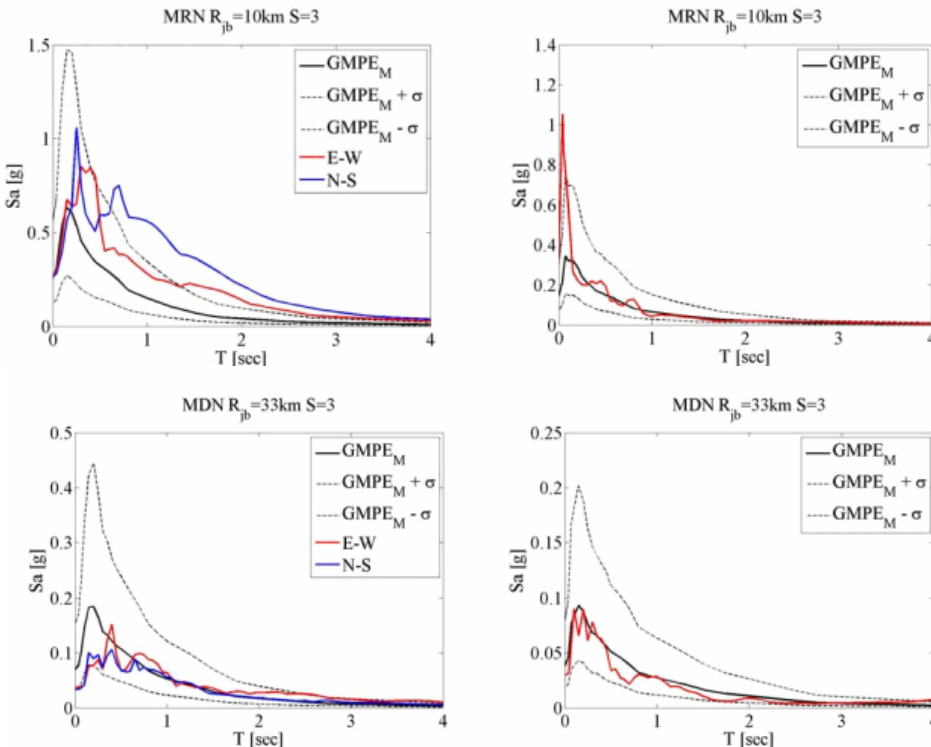 MRN R_jb=10km S=3
1.5
1
0.5
0
Sa [g]
GMPE_M
GMPE_M + σ
GMPE_M - σ
E-W
N-S
0 1 2 3 4
T [sec]
MRN R_jb=10km S=3
1.4
1.2
1
0.8
0.6
0.4
0.2
0
Sa [g]
GMPE_M
GMPE_M + σ
GMPE_M - σ
0 1 2 3 4
T [sec]
MDN R_jb=33km S=3
0.5
0.4
0.3
0.2
0.1
0
Sa [g]
GMPE_M
GMPE_M + σ
GMPE_M - σ
E-W
N-S
0 1 2 3 4
T [sec]
MDN R_jb=33km S=3
0.25
0.2
0.15
0.1
0.05
0
Sa [g]
GMPE_M
GMPE_M + σ
GMPE_M - σ
0 1 2 3 4
T [sec]